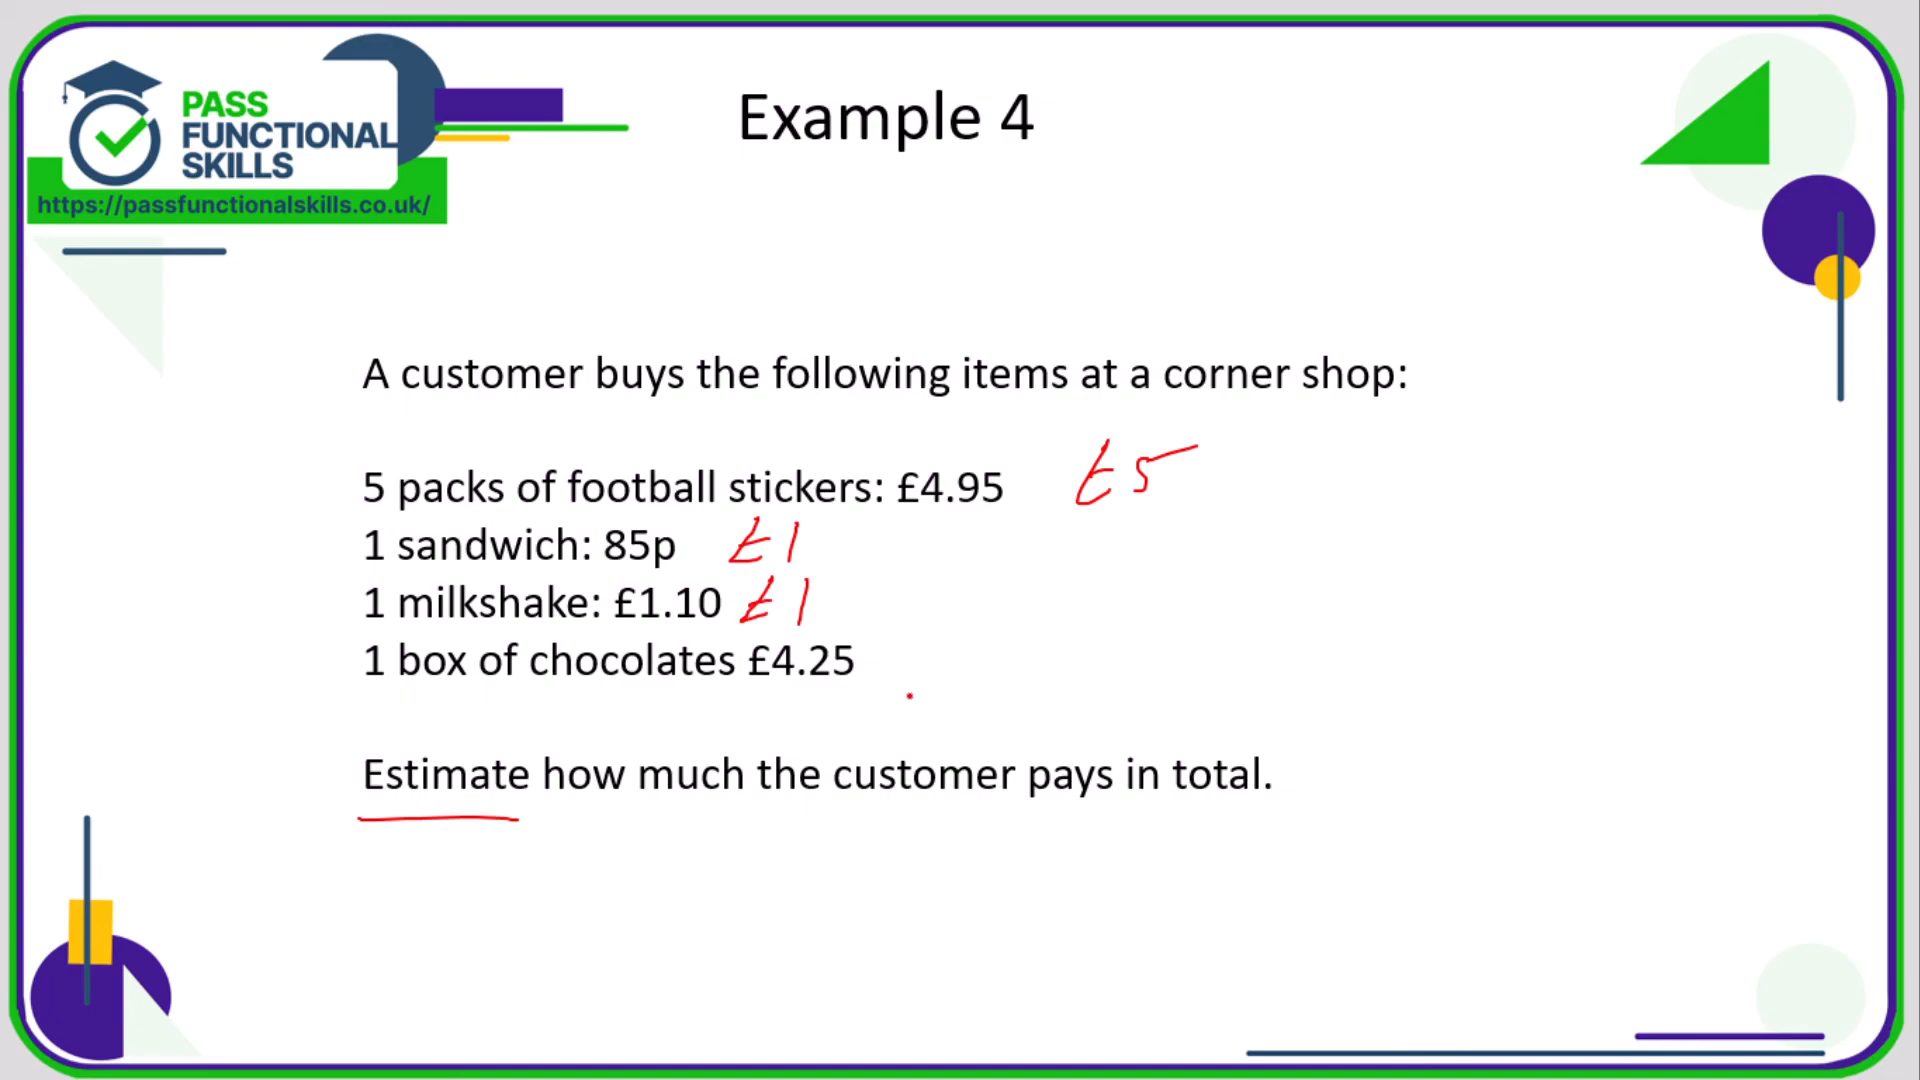 PASS
FUNCTIONAL
SKILLS
https://passfunctionalskills.co.uk/
Example 4
A customer buys the following items at a corner shop:
5 packs of football stickers: £4.95 £5
1 sandwich: 85p £1
1 milkshake: £1.10 £1
1 box of chocolates £4.25
Estimate how much the customer pays in total.